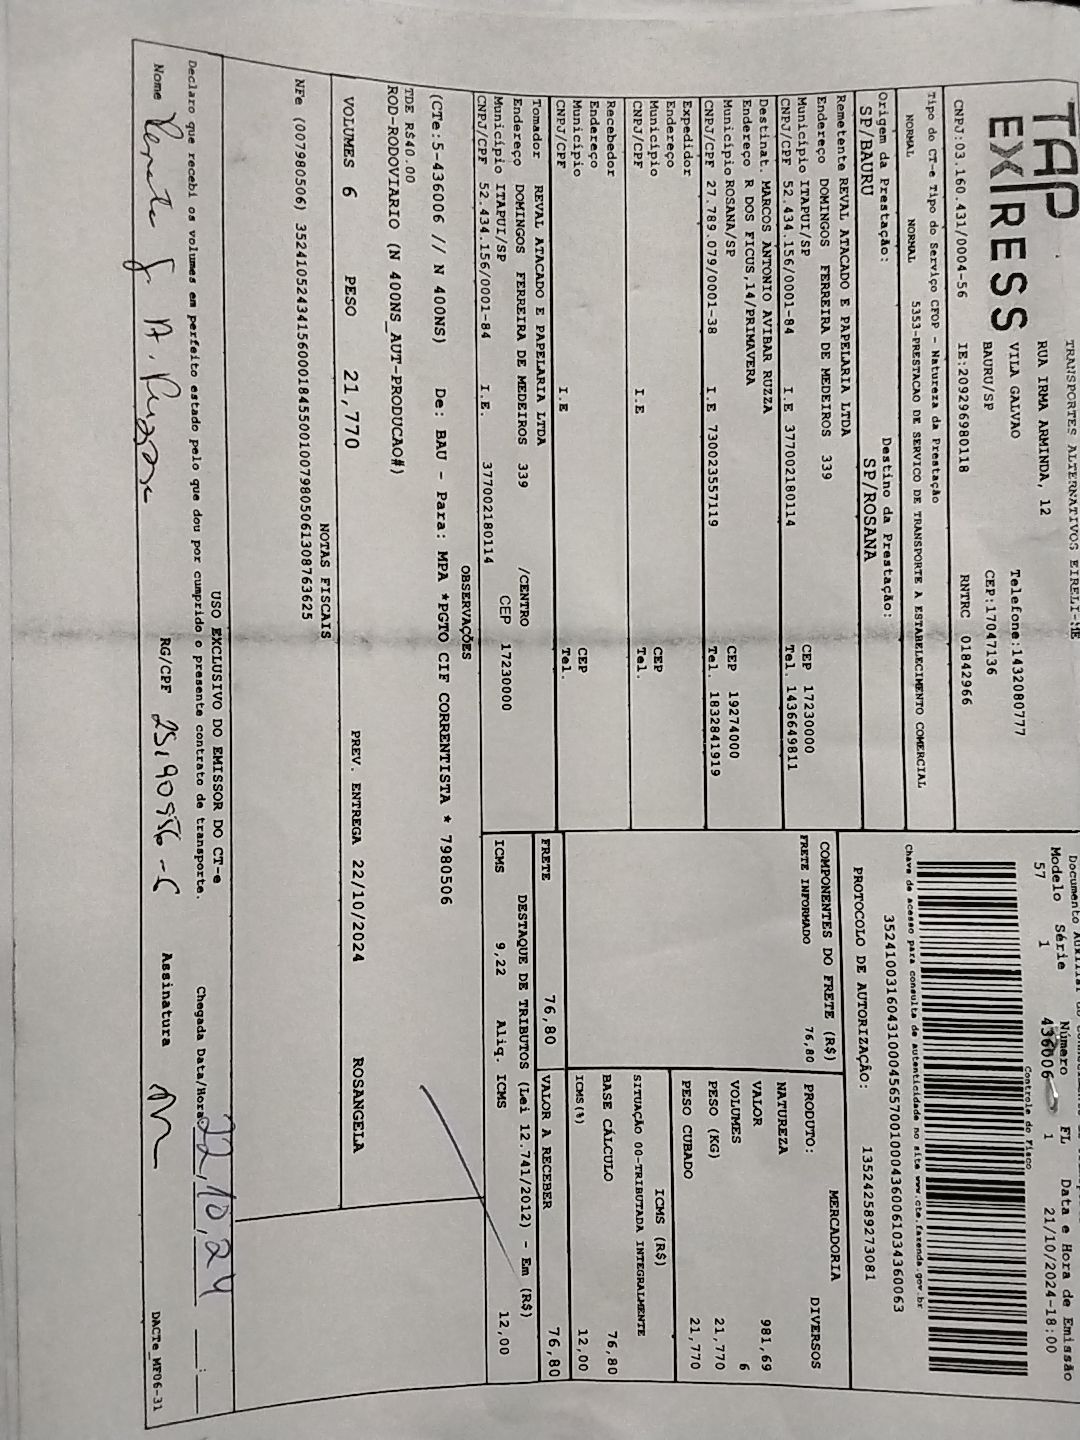 TAP
EXPRESS
TRANSPORTES ALTERNATIVOS EIRELI-ME
RUA IRMA ARMINDA, 12
VILA GALVAO Telefone:1432080777
BAURU/SP CEP:17047136
CNPJ:03.160.431/0004-56 IE:209296980118 RNTRC 01842966
Tipo do CT-e Tipo do Serviço CFOP - Natureza da Prestação
NORMAL NORMAL 5353-PRESTACAO DE SERVICO DE TRANSPORTE A ESTABELECIMENTO COMERCIAL
Origem da Prestação: Destino da Prestação:
SP/BAURU SP/ROSANA
Remetente REVAL ATACADO E PAPELARIA LTDA
Endereço DOMINGOS FERREIRA DE MEDEIROS 339
Município ITAPUI/SP CEP 17230000
CNPJ/CPF 52.434.156/0001-84 I.E 377002180114 Tel. 1436649811
Destinat. MARCOS ANTONIO AVIBAR RUZZA
Endereço R DOS FICUS,14/PRIMAVERA
Município ROSANA/SP CEP 19274000
CNPJ/CPF 27.789.079/0001-38 I.E 730023557119 Tel. 1832841919
Expedidor
Endereço
Município CEP
CNPJ/CPF I.E Tel.
Recebedor
Endereço
Município CEP
CNPJ/CPF I.E Tel.
Tomador REVAL ATACADO E PAPELARIA LTDA
Endereço DOMINGOS FERREIRA DE MEDEIROS 339 /CENTRO
Município ITAPUI/SP CEP 17230000
CNPJ/CPF 52.434.156/0001-84 I.E. 377002180114
Modelo Série Número FL Data e Hora de Emissão
57 1 436006 1 21/10/2024-18:00
Controle do Fisco
Chave de acesso para consulta de autenticidade no site www.cte.fazenda.gov.br
35241003160431000456570010004360061034360063
PROTOCOLO DE AUTORIZAÇÃO: 135242589273081
COMPONENTES DO FRETE (R$)
FRETE INFORMADO 76,80
MERCADORIA
PRODUTO: DIVERSOS
NATUREZA
VALOR 981,69
VOLUMES 6
PESO (KG) 21,770
PESO CUBADO 21,770
ICMS (R$)
SITUAÇÃO 00-TRIBUTADA INTEGRALMENTE
BASE CÁLCULO 76,80
ICMS(%) 12,00
FRETE 76,80 VALOR A RECEBER 76,80
DESTAQUE DE TRIBUTOS (Lei 12.741/2012) - Em (R$)
ICMS 9,22 Aliq. ICMS 12,00
OBSERVAÇÕES
(CTe:5-436006 // N 400NS) De: BAU - Para: MPA *PGTO CIF CORRENTISTA * 7980506
TDE R$40.00
ROD-RODOVIARIO (N 400NS_AUT-PRODUCAO#)
VOLUMES 6 PESO 21,770 PREV. ENTREGA 22/10/2024 ROSANGELA
NOTAS FISCAIS
NFe (007980506) 35241052434156000184550010079805061308763625
USO EXCLUSIVO DO EMISSOR DO CT-e
Declaro que recebi os volumes em perfeito estado pelo que dou por cumprido o presente contrato de transporte. Chegada Data/Hora 22,10,24 :
Nome RG/CPF Assinatura
DACTe_MF06-31